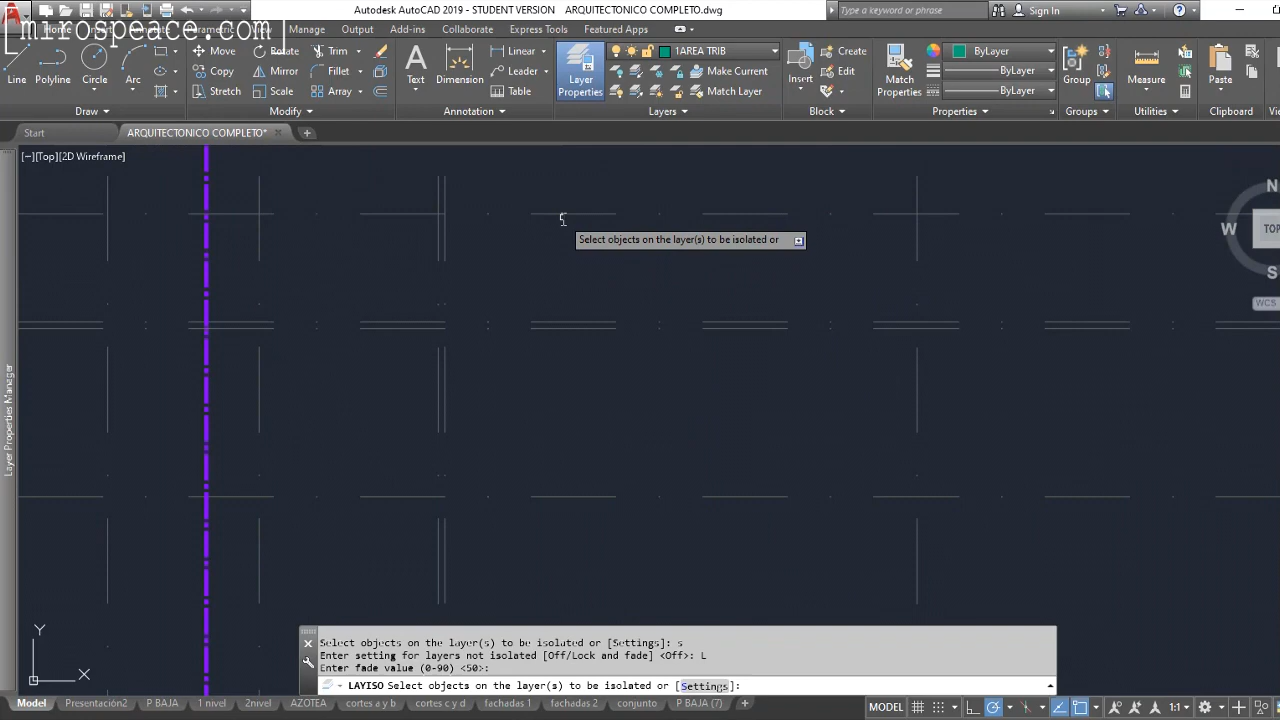 Autodesk AutoCAD 2019 - STUDENT VERSION ARQUITECTONICO COMPLETO.dwg
Type a keyword or phrase
Sign In
[mirospeace.com]
Manage Output Add-ins Collaborate Express Tools Featured Apps
Line Polyline Circle Arc
Move Rotate Trim
Copy Mirror Fillet
Stretch Scale Array
Text Dimension
Linear
Leader
Table
Layer Properties
1AREA TRIB
Make Current
Match Layer
Insert
Create
Edit
Match Properties
ByLayer
ByLayer
ByLayer
Group Measure Paste
Draw Modify Annotation Layers Block Properties Groups Utilities Clipboard
Start ARQUITECTONICO COMPLETO*
[−][Top][2D Wireframe]
N
W TOP
S
WCS
Select objects on the layer(s) to be isolated or
Layer Properties Manager
Y
X
Select objects on the layer(s) to be isolated or [Settings]: s
Enter setting for layers not isolated [Off/Lock and fade] <Off>: L
Enter fade value (0-90) <50>:
LAYISO Select objects on the layer(s) to be isolated or [Settings]:
Model Presentación2 P BAJA 1 nivel 2nivel AZOTEA cortes a y b cortes c y d fachadas 1 fachadas 2 conjunto P BAJA (7)
MODEL 1:1